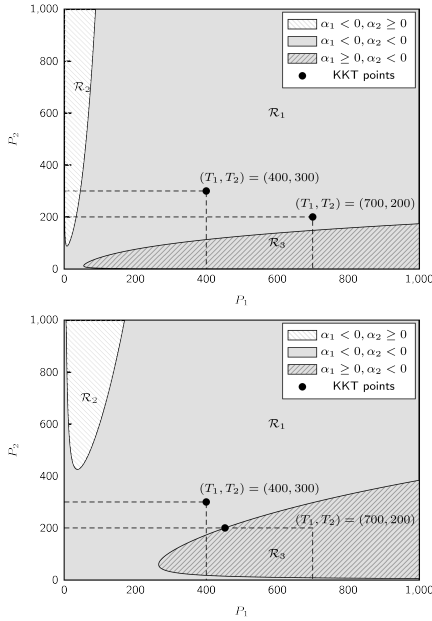 1,000
800
600
400
200
0
P₂
α₁ < 0, α₂ ≥ 0
α₁ < 0, α₂ < 0
α₁ ≥ 0, α₂ < 0
KKT points
ℛ₂
ℛ₁
(T₁, T₂) = (400, 300)
(T₁, T₂) = (700, 200)
ℛ₃
0 200 400 600 800 1,000
P₁
1,000
800
600
400
200
0
P₂
α₁ < 0, α₂ ≥ 0
α₁ < 0, α₂ < 0
α₁ ≥ 0, α₂ < 0
KKT points
ℛ₂
ℛ₁
(T₁, T₂) = (400, 300)
(T₁, T₂) = (700, 200)
ℛ₃
0 200 400 600 800 1,000
P₁